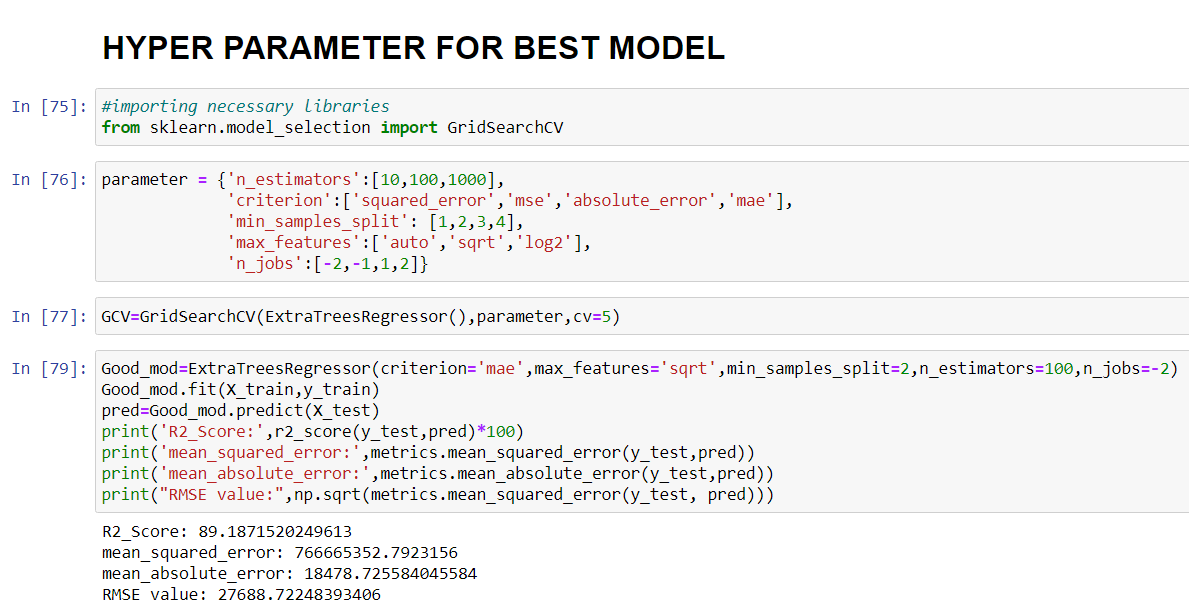 HYPER PARAMETER FOR BEST MODEL
In [75]: #importing necessary libraries
from sklearn.model_selection import GridSearchCV
In [76]: parameter = {'n_estimators':[10,100,1000],
'criterion':['squared_error','mse','absolute_error','mae'],
'min_samples_split': [1,2,3,4],
'max_features':['auto','sqrt','log2'],
'n_jobs':[-2,-1,1,2]}
In [77]: GCV=GridSearchCV(ExtraTreesRegressor(),parameter,cv=5)
In [79]: Good_mod=ExtraTreesRegressor(criterion='mae',max_features='sqrt',min_samples_split=2,n_estimators=100,n_jobs=-2)
Good_mod.fit(X_train,y_train)
pred=Good_mod.predict(X_test)
print('R2_Score:',r2_score(y_test,pred)*100)
print('mean_squared_error:',metrics.mean_squared_error(y_test,pred))
print('mean_absolute_error:',metrics.mean_absolute_error(y_test,pred))
print("RMSE value:",np.sqrt(metrics.mean_squared_error(y_test, pred)))
R2_Score: 89.1871520249613
mean_squared_error: 766665352.7923156
mean_absolute_error: 18478.725584045584
RMSE value: 27688.72248393406